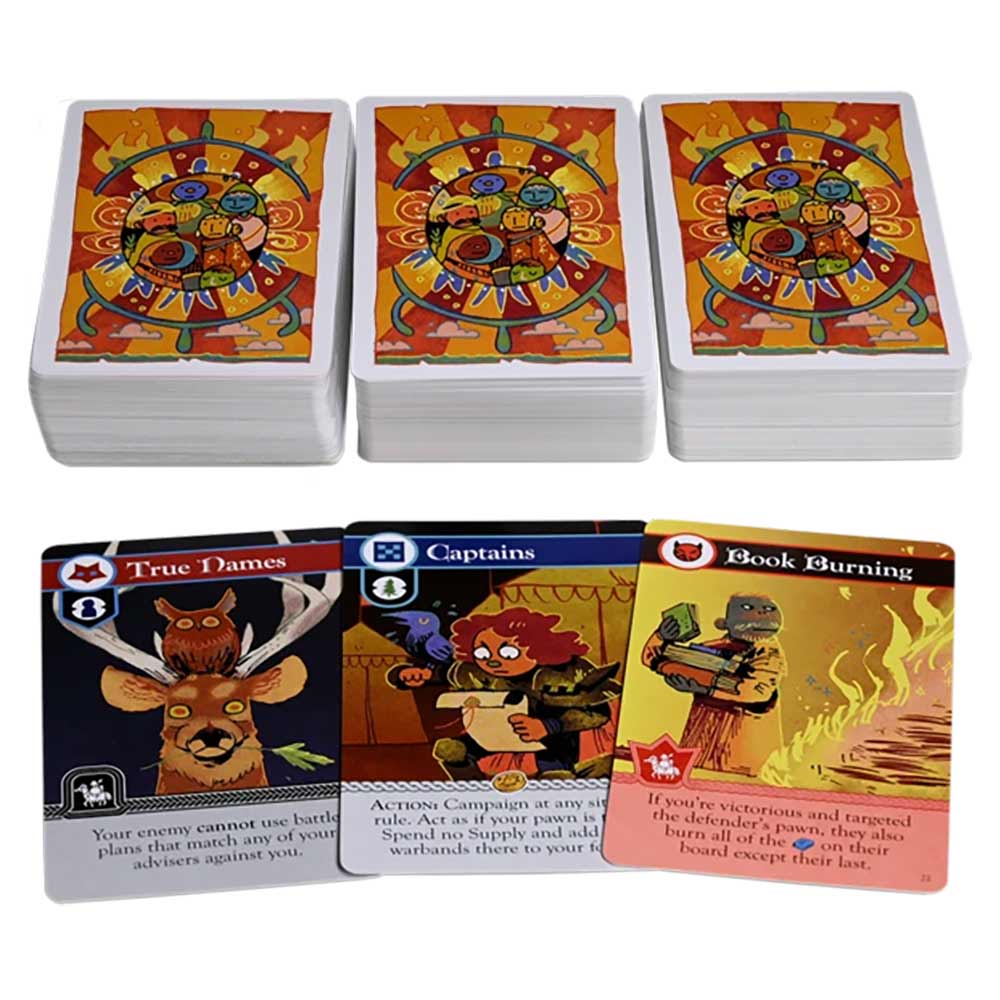 True Names
Your enemy cannot use battle
plans that match any of your
advisers against you.
Captains
ACTION: Campaign at any
rule. Act as if your pawn is
Spend no Supply and add
warbands there to your
Book Burning
If you're victorious and targeted
the defender's pawn, they also
burn all of the on their
board except their last.